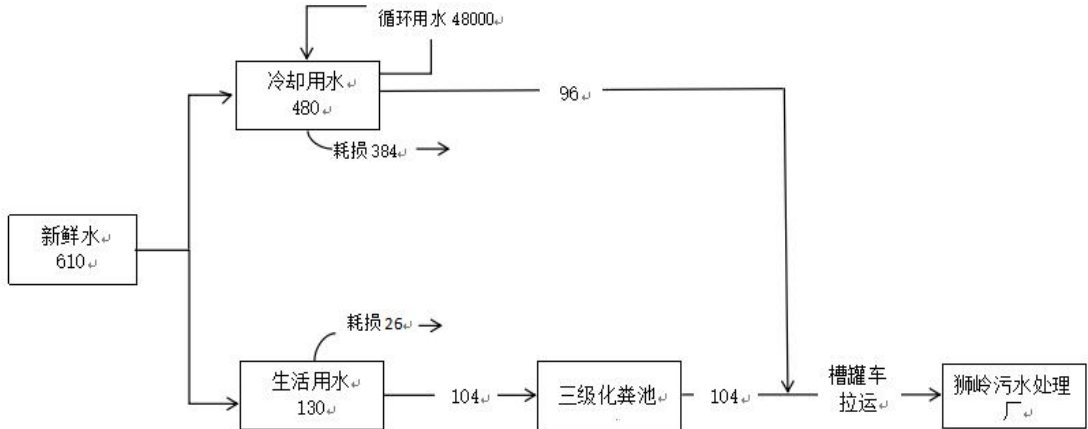 循环用水 48000
冷却用水
480
96
耗损 384
新鲜水
610
耗损 26
生活用水
130
104
三级化粪池
104
槽罐车
拉运
狮岭污水处理
厂